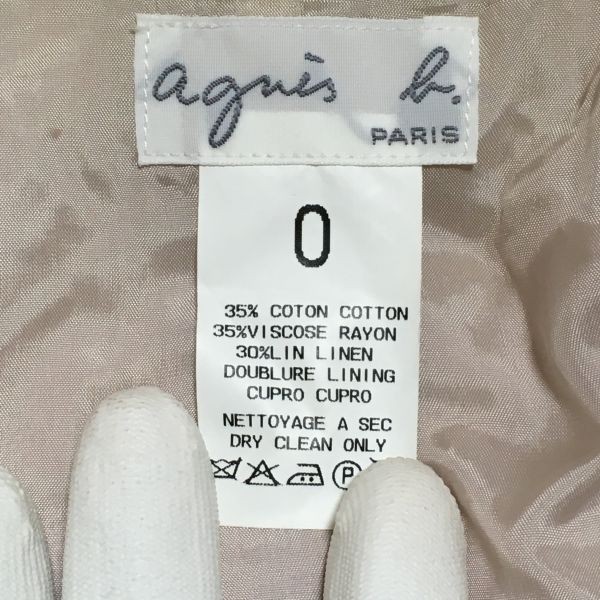 agnès b.
PARIS
0
35% COTON COTTON
35%VISCOSE RAYON
30%LIN LINEN
DOUBLURE LINING
CUPRO CUPRO
NETTOYAGE A SEC
DRY CLEAN ONLY
P